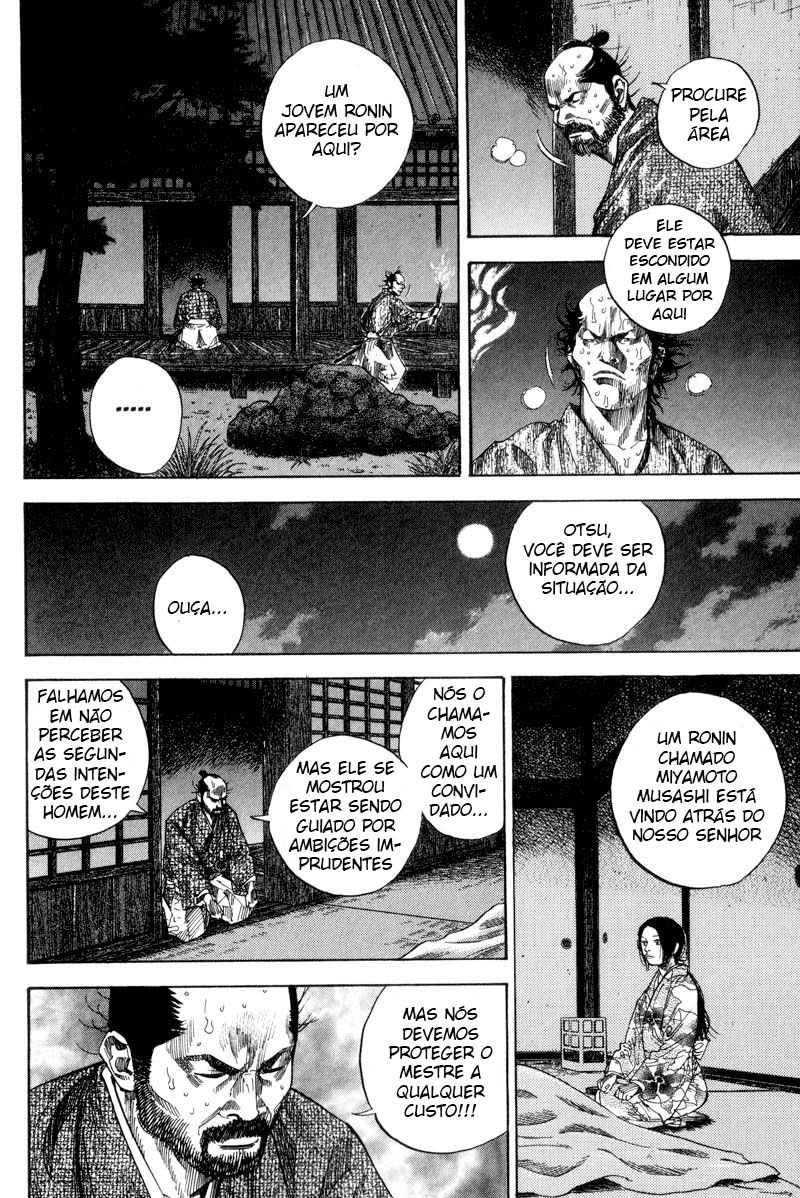 PROCURE
PELA
ÁREA
ELE
DEVE ESTAR
ESCONDIDO
EM ALGUM
LUGAR POR
AQUI
UM
JOVEM RONIN
APARECEU POR
AQUI?
.....
OTSU,
VOCÊ DEVE SER
INFORMADA DA
SITUAÇÃO...
OUÇA...
UM RONIN
CHAMADO
MIYAMOTO
MUSASHI ESTÁ
VINDO ATRÁS DO
NOSSO SENHOR
NÓS O
CHAMA-
MOS
AQUI
COMO UM
CONVI-
DADO...
MAS ELE SE
MOSTROU
ESTAR SENDO
GUIADO POR
AMBIÇÕES IM-
PRUDENTES
FALHAMOS
EM NÃO
PERCEBER
AS SEGUN-
DAS INTEN-
ÇÕES DESTE
HOMEM...
MAS NÓS
DEVEMOS
PROTEGER O
MESTRE A
QUALQUER
CUSTO!!!